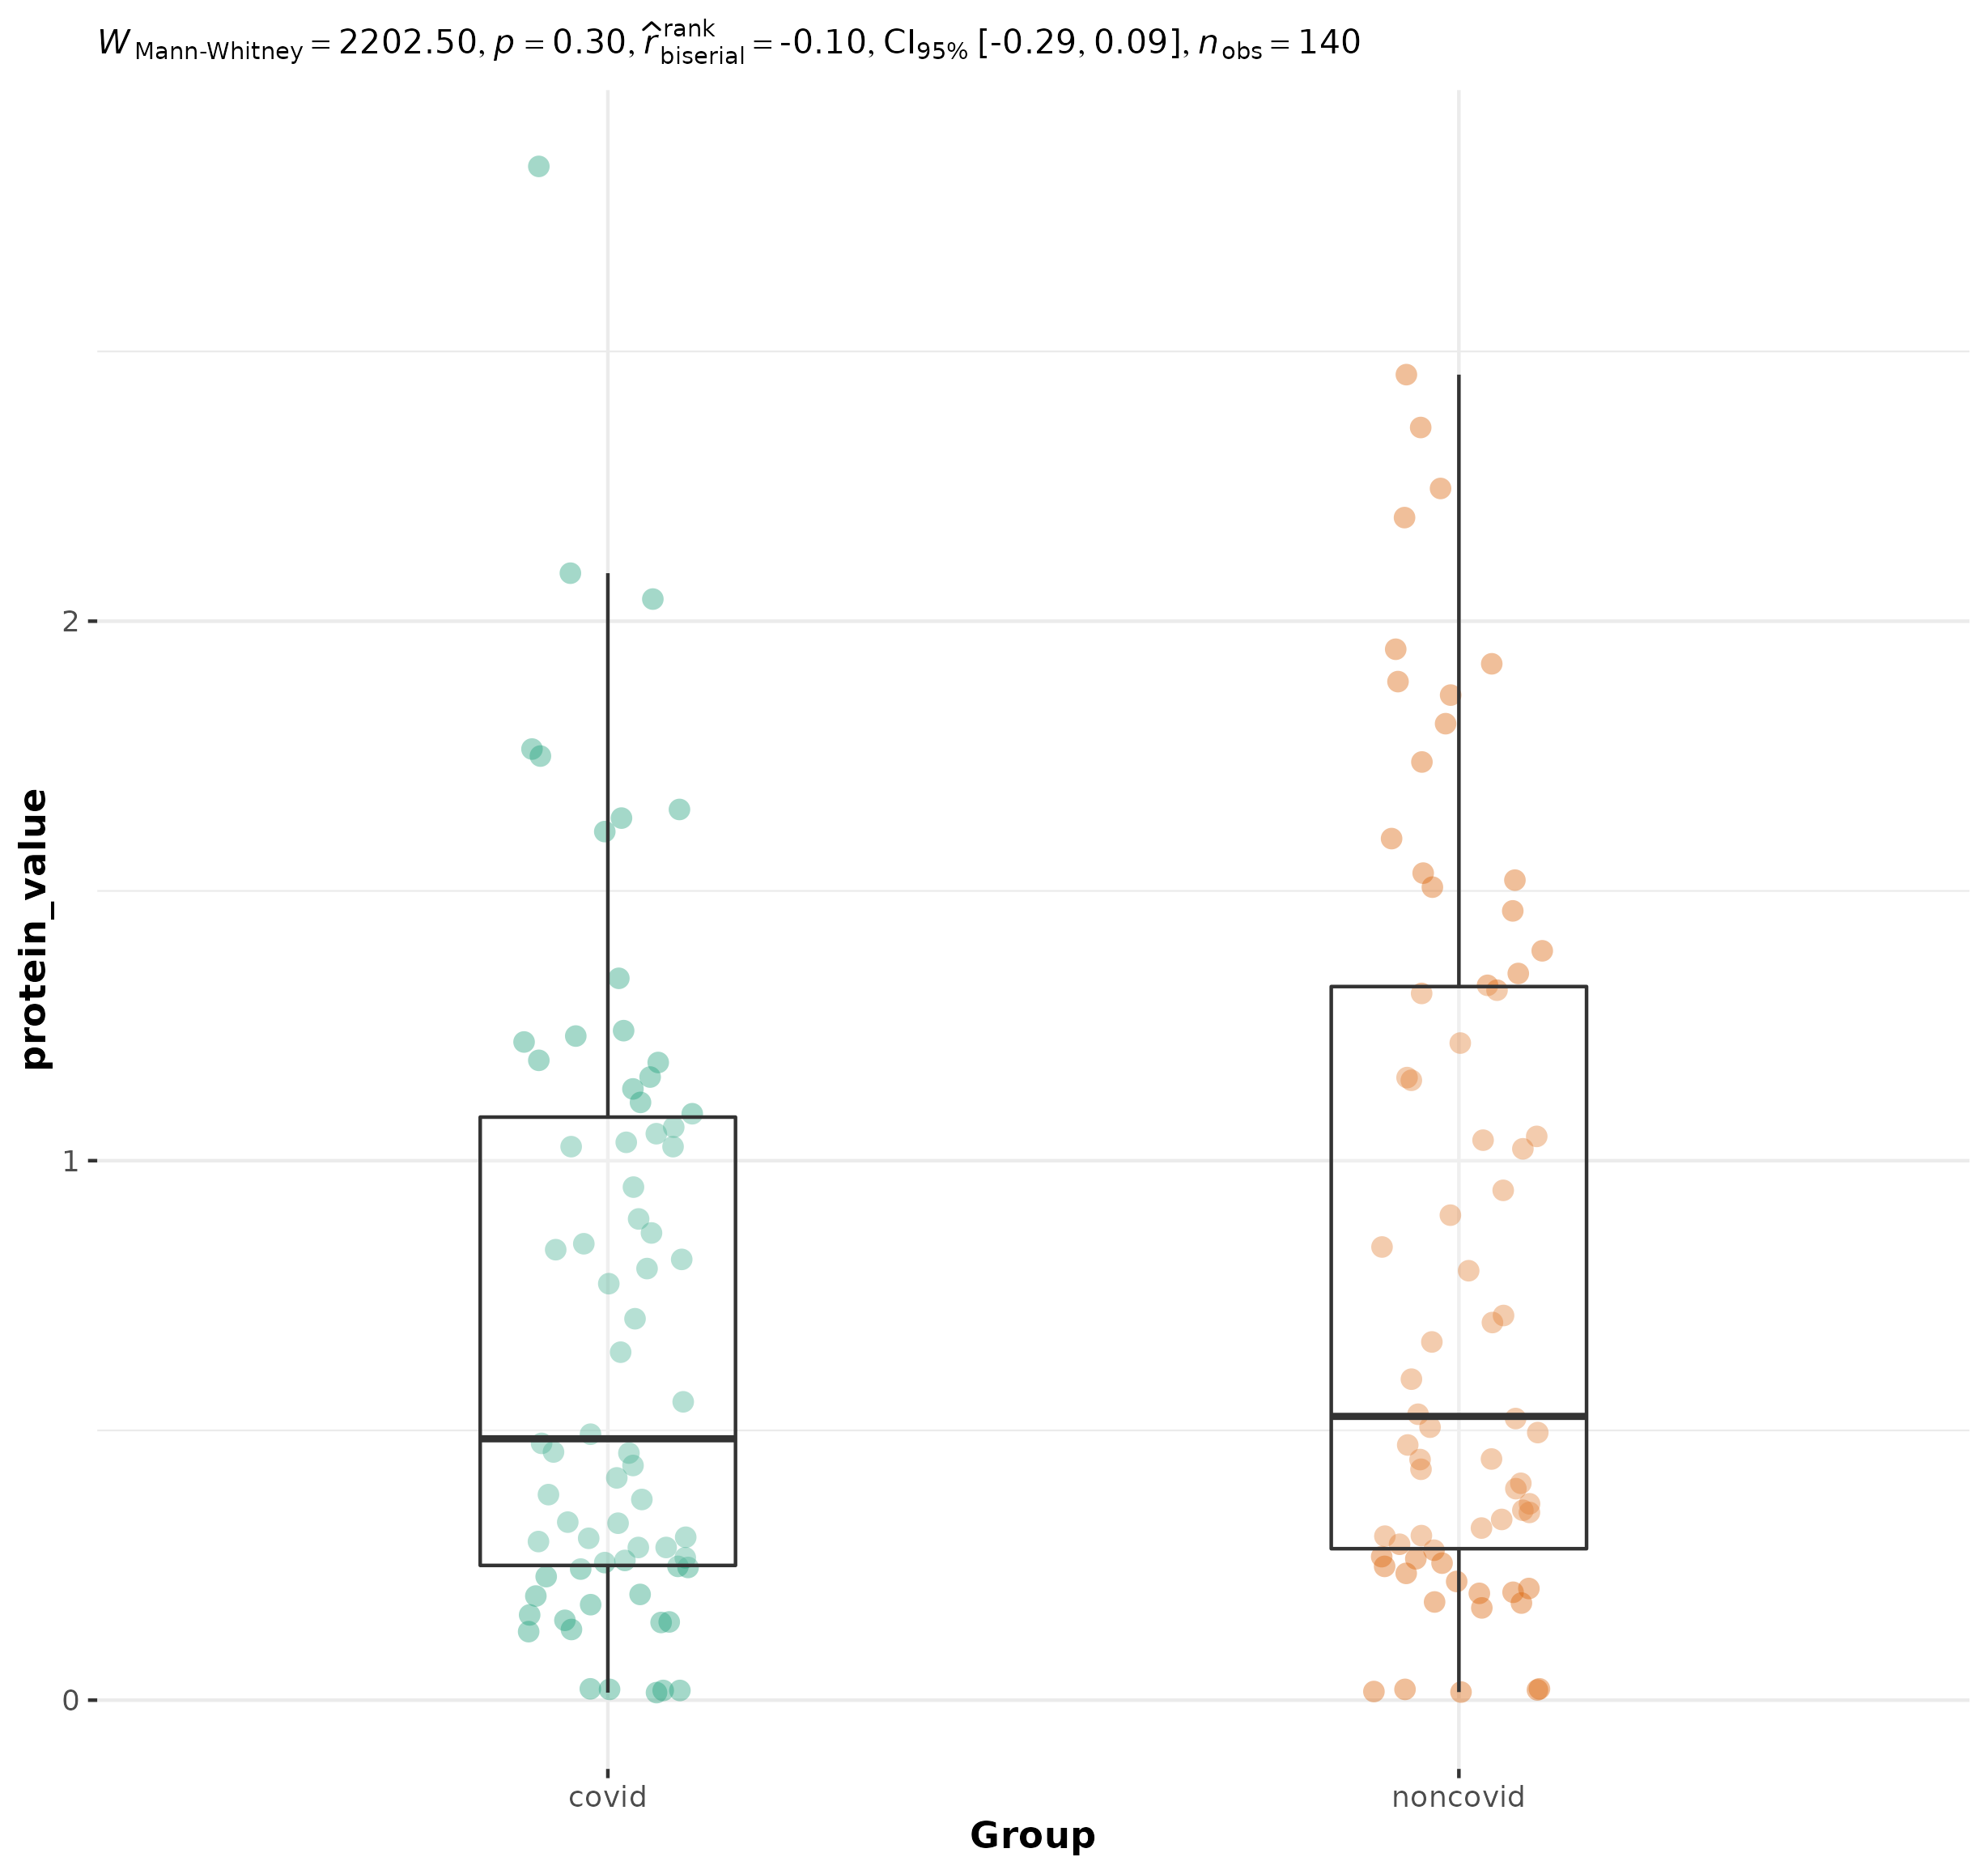 W Mann-Whitney = 2202.50, p = 0.30, r̂ rank biserial = -0.10, CI95% [-0.29, 0.09], nobs = 140
protein_value
2
1
0
covid noncovid
Group